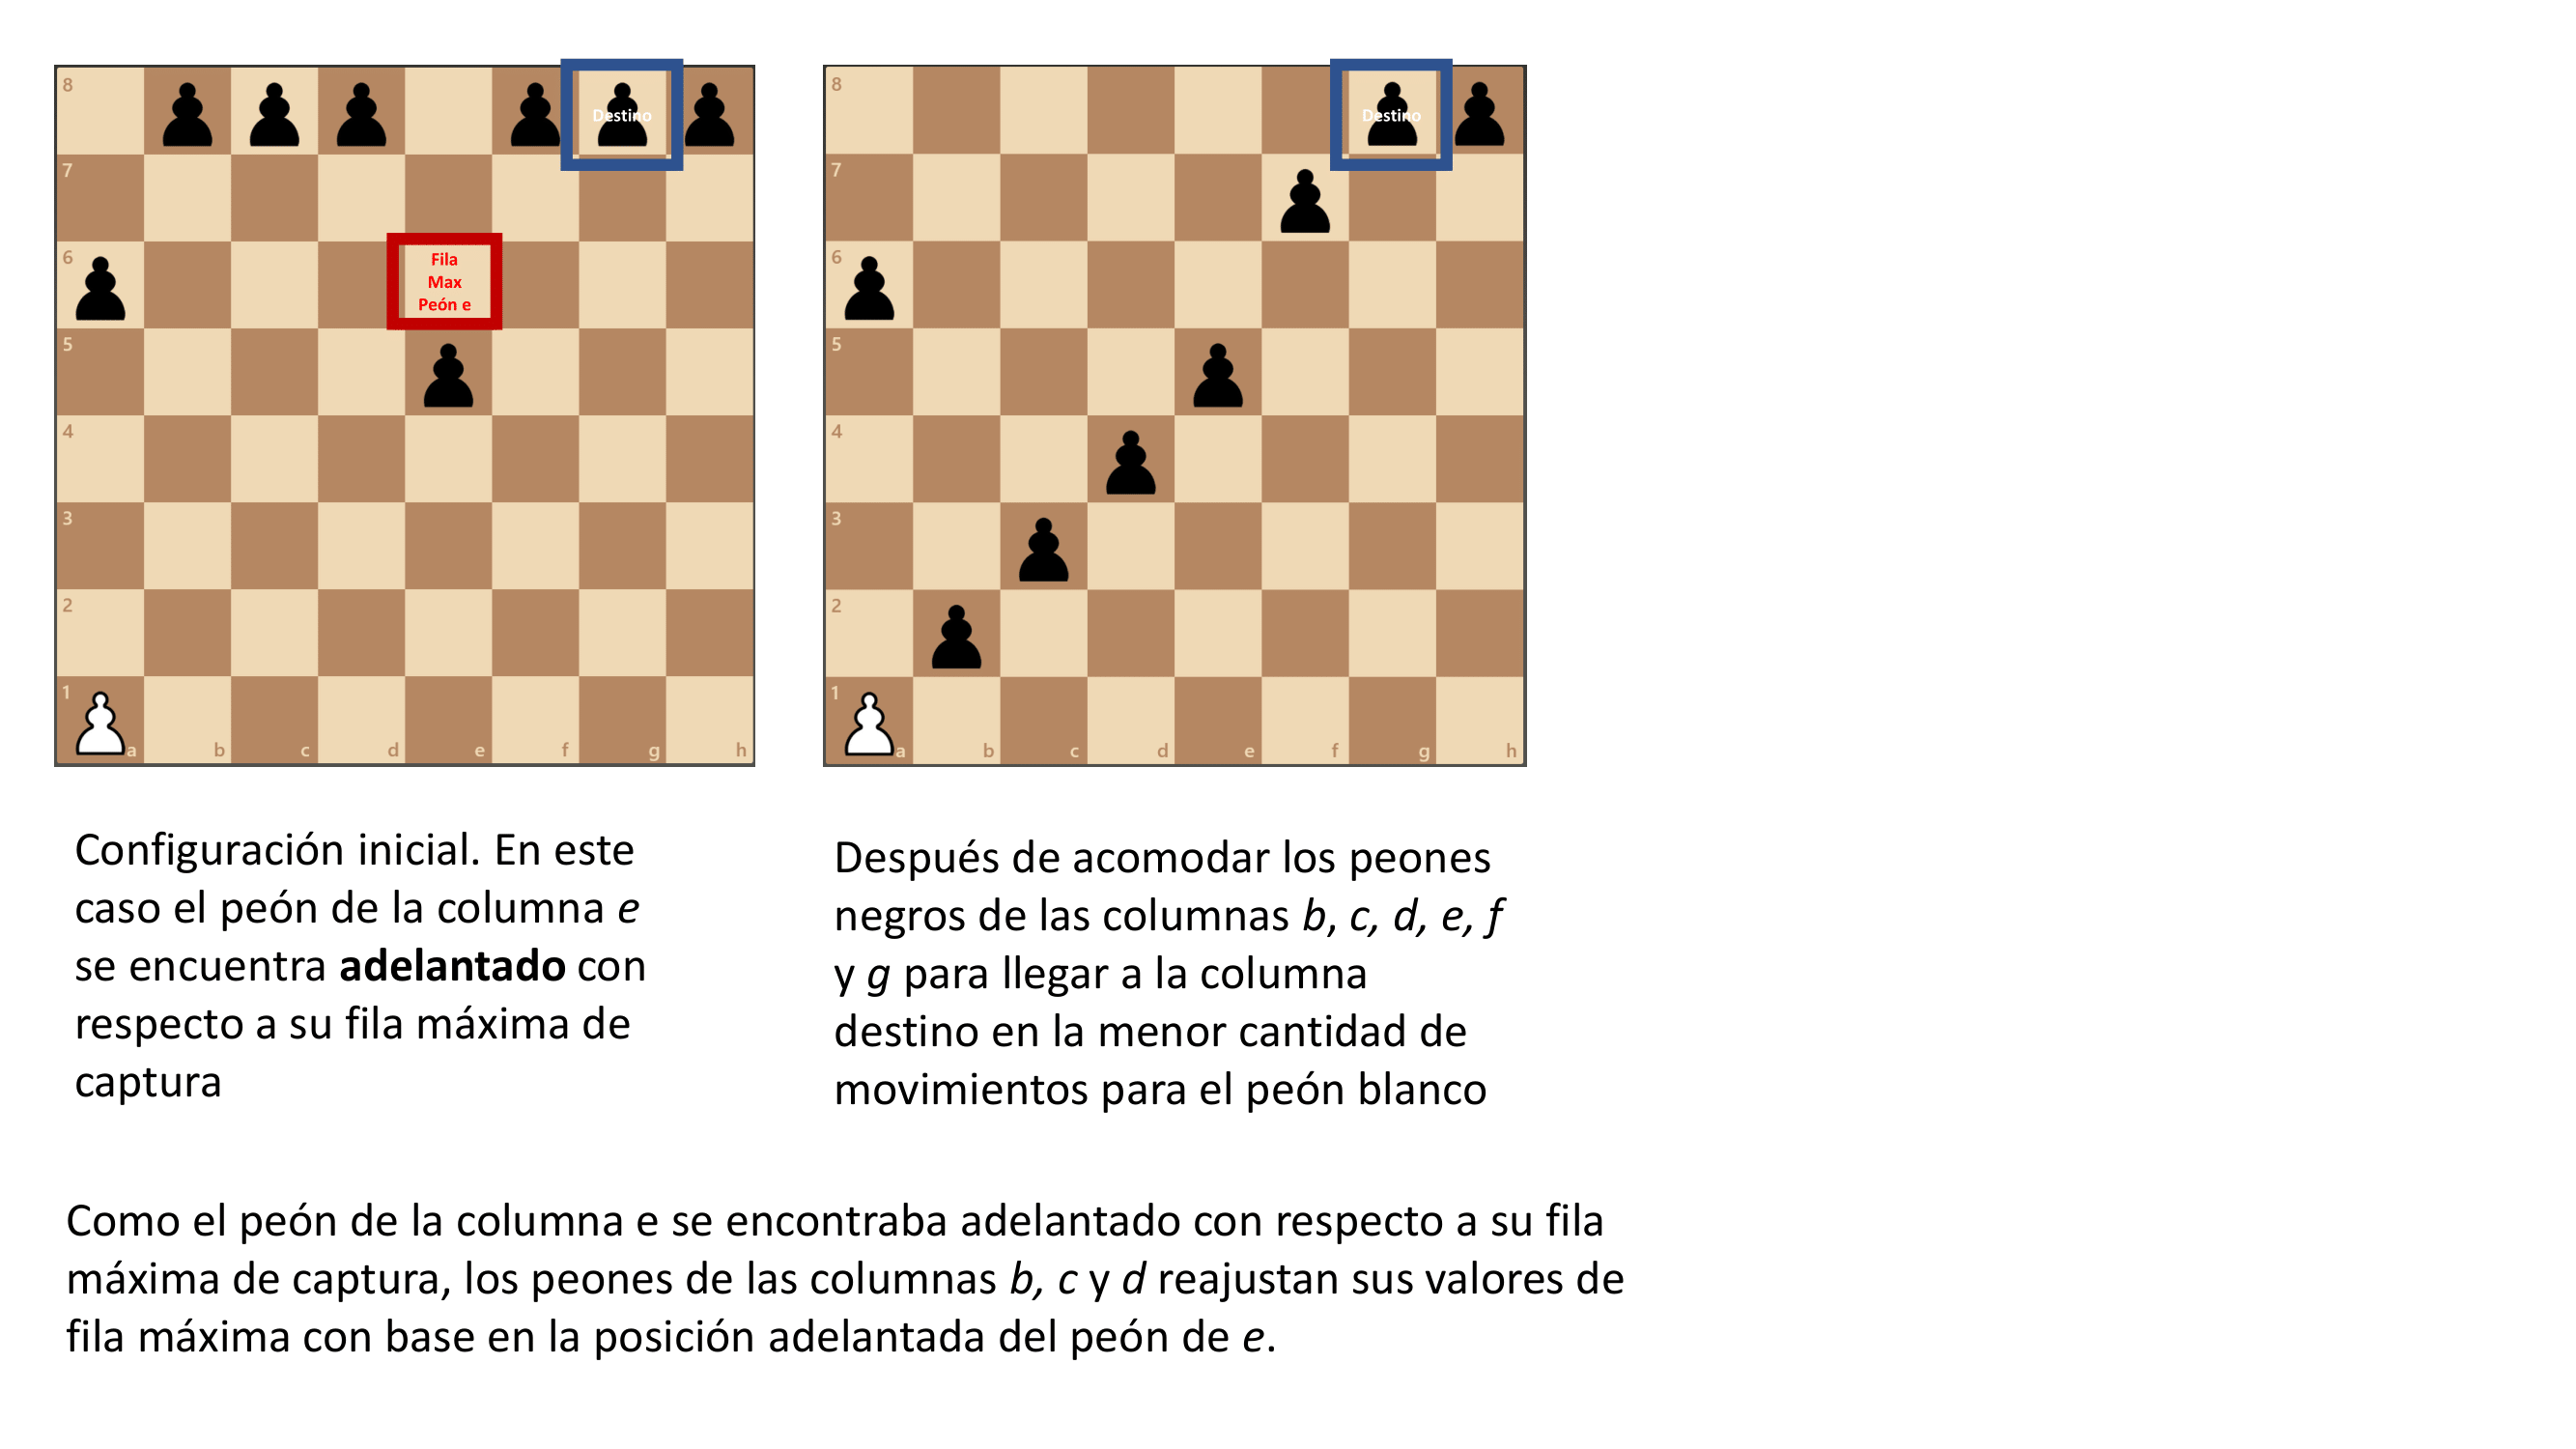 8
Destino
7
6
Fila
Max
Peón e
5
4
3
2
1
a b c d e f g h
8
Destino
7
6
5
4
3
2
1
a b c d e f g h
Configuración inicial. En este
caso el peón de la columna e
se encuentra adelantado con
respecto a su fila máxima de
captura
Después de acomodar los peones
negros de las columnas b, c, d, e, f
y g para llegar a la columna
destino en la menor cantidad de
movimientos para el peón blanco
Como el peón de la columna e se encontraba adelantado con respecto a su fila
máxima de captura, los peones de las columnas b, c y d reajustan sus valores de
fila máxima con base en la posición adelantada del peón de e.